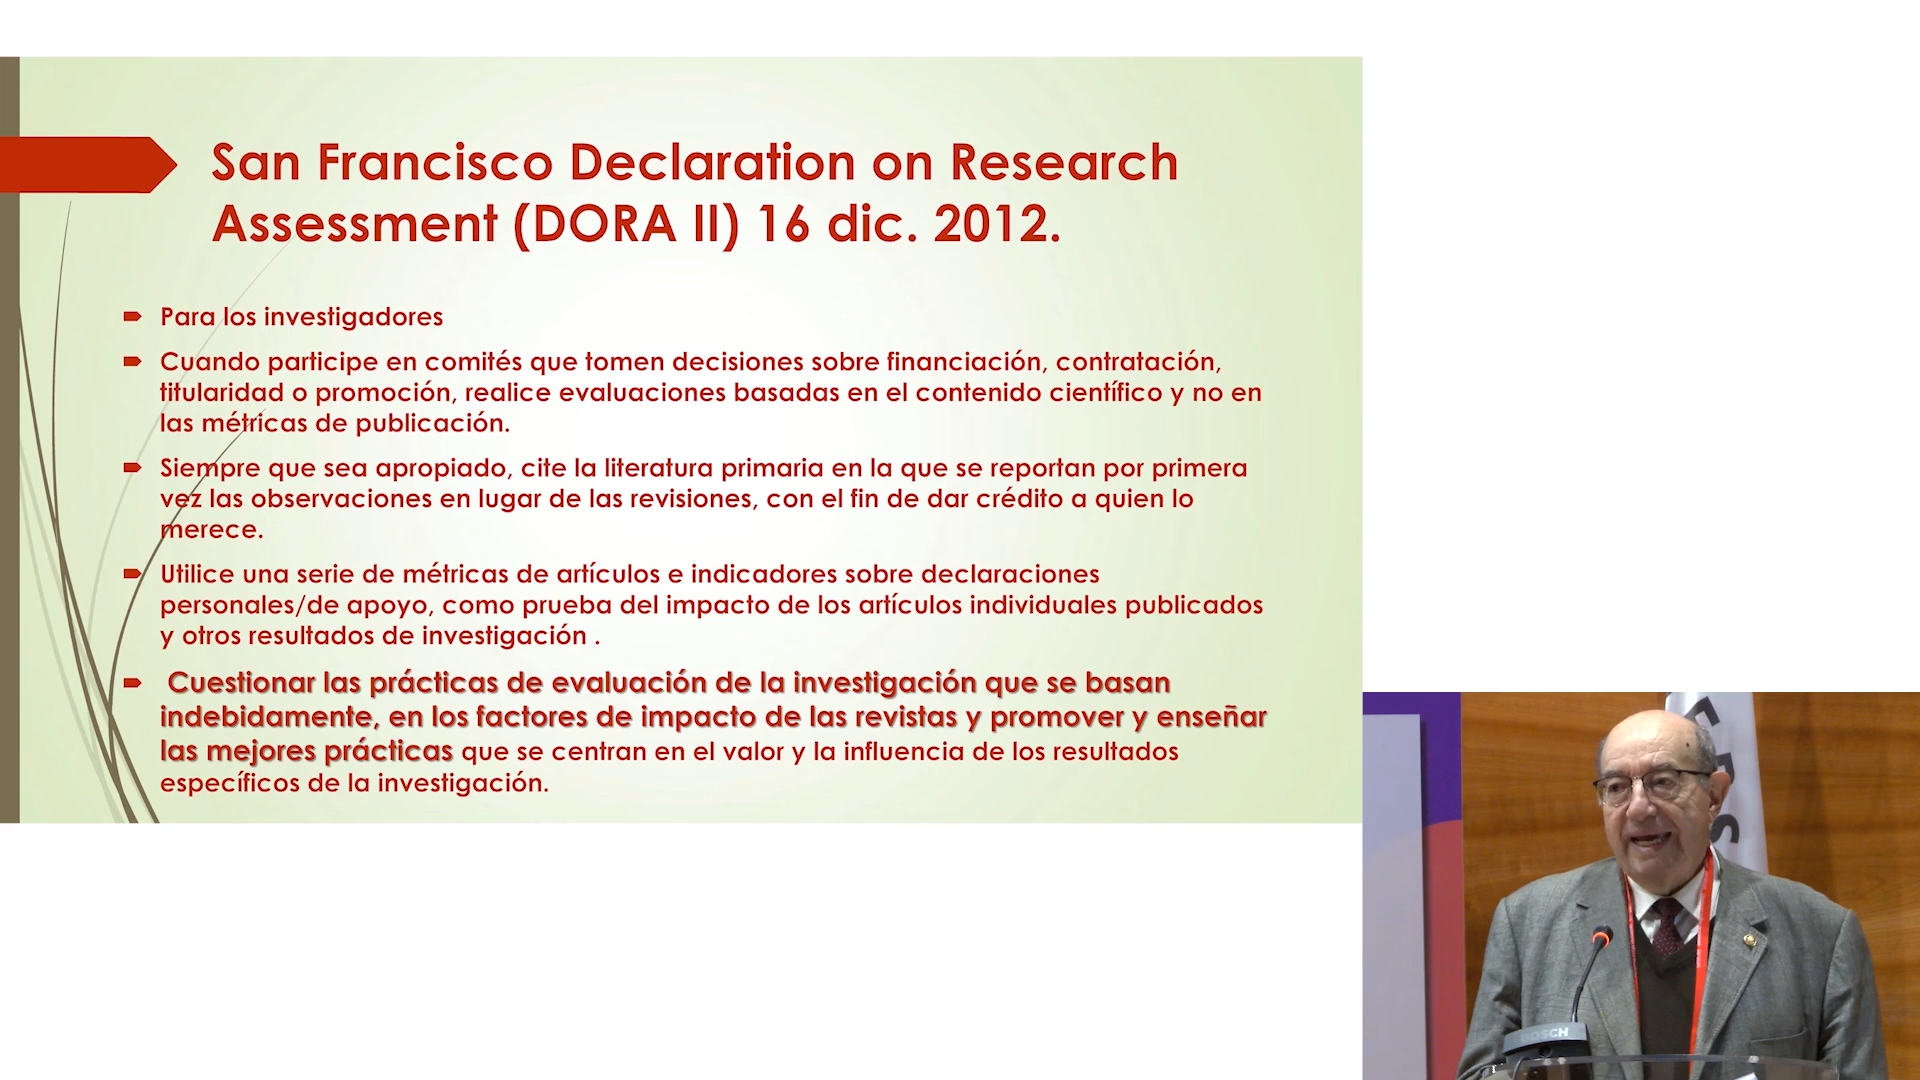 San Francisco Declaration on Research
Assessment (DORA II) 16 dic. 2012.
Para los investigadores
Cuando participe en comités que tomen decisiones sobre financiación, contratación,
titularidad o promoción, realice evaluaciones basadas en el contenido científico y no en
las métricas de publicación.
Siempre que sea apropiado, cite la literatura primaria en la que se reportan por primera
vez las observaciones en lugar de las revisiones, con el fin de dar crédito a quien lo
merece.
Utilice una serie de métricas de artículos e indicadores sobre declaraciones
personales/de apoyo, como prueba del impacto de los artículos individuales publicados
y otros resultados de investigación .
Cuestionar las prácticas de evaluación de la investigación que se basan
indebidamente, en los factores de impacto de las revistas y promover y enseñar
las mejores prácticas que se centran en el valor y la influencia de los resultados
específicos de la investigación.
BOSCH